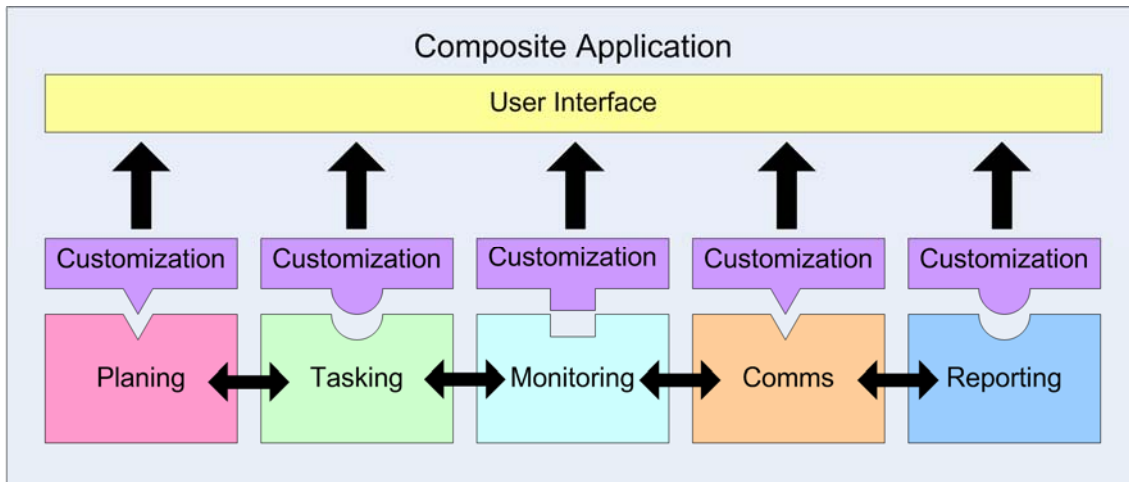 Composite Application
User Interface
Customization Customization Customization Customization Customization
Planing Tasking Monitoring Comms Reporting